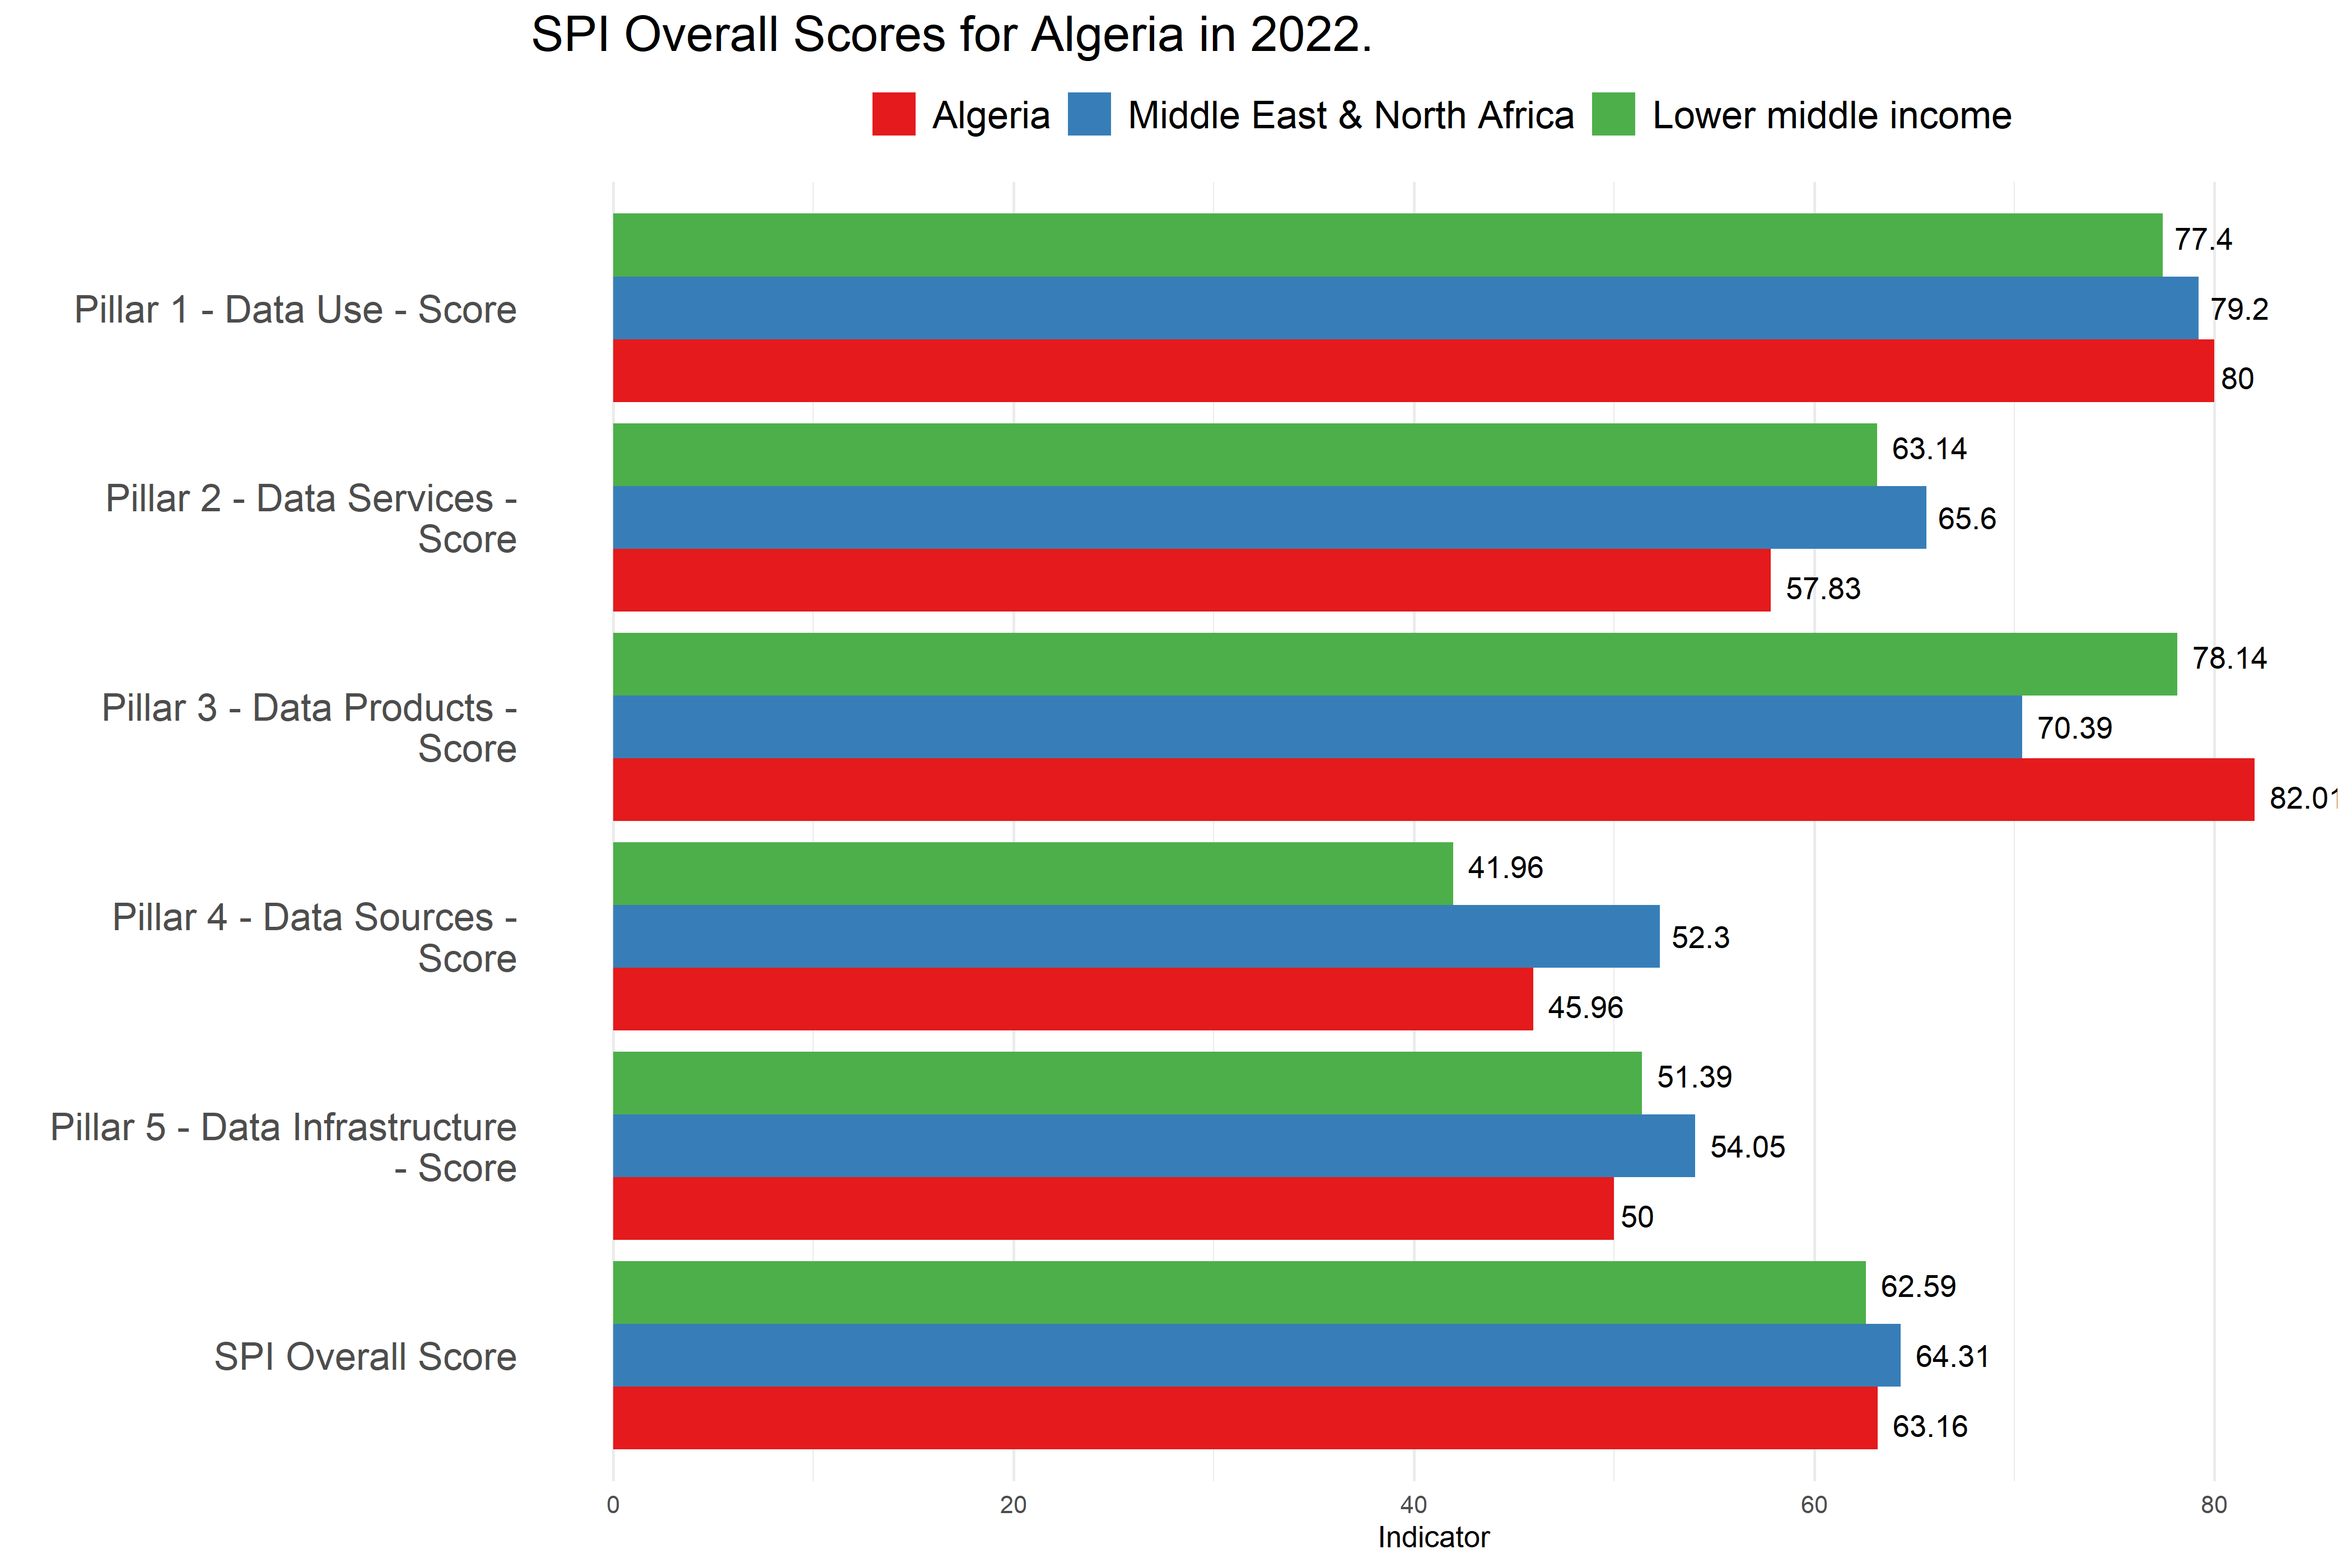 SPI Overall Scores for Algeria in 2022.
Algeria Middle East & North Africa Lower middle income
Pillar 1 - Data Use - Score
77.4
79.2
80
Pillar 2 - Data Services -
Score
63.14
65.6
57.83
Pillar 3 - Data Products -
Score
78.14
70.39
82.01
Pillar 4 - Data Sources -
Score
41.96
52.3
45.96
Pillar 5 - Data Infrastructure
- Score
51.39
54.05
50
SPI Overall Score
62.59
64.31
63.16
0 20 40 60 80
Indicator